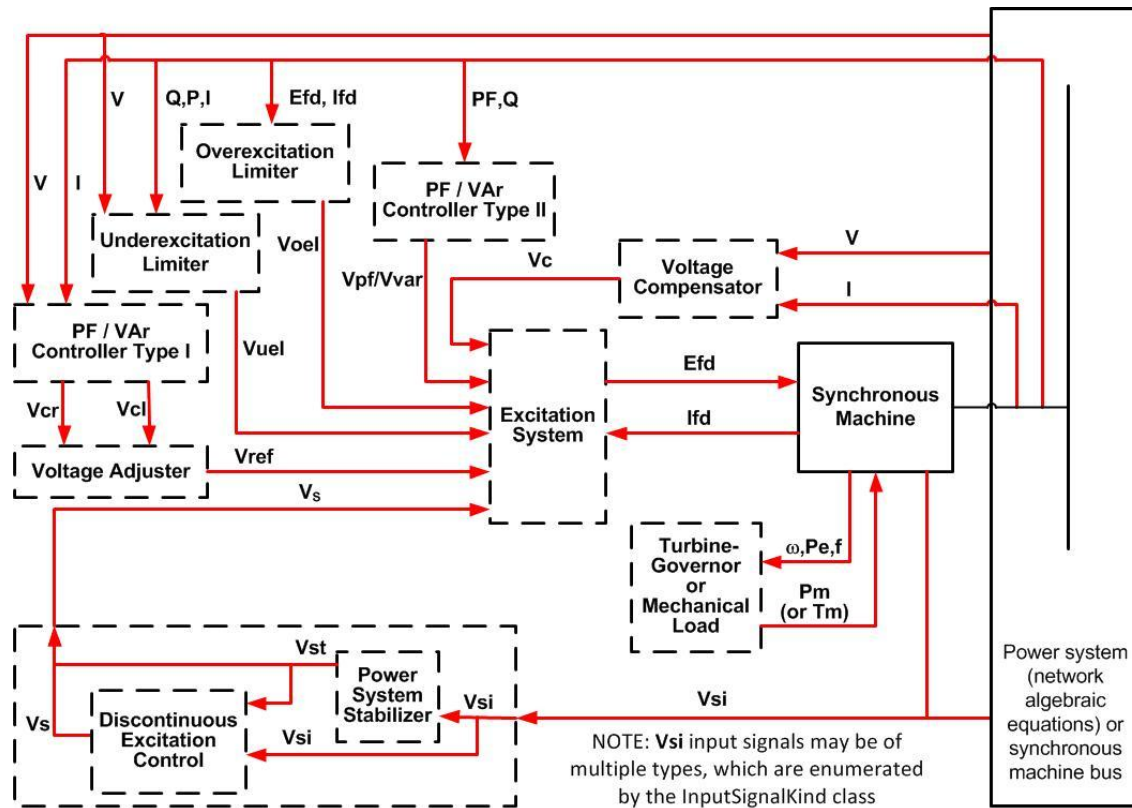 V
Q,P,I
Efd, Ifd
PF,Q
Overexcitation
Limiter
V
I
PF / VAr
Controller Type II
Underexcitation
Limiter
Voel
Vpf/Vvar
Vc
Voltage
Compensator
V
I
PF / VAr
Controller Type I
Vuel
Vcr
Vcl
Efd
Ifd
Excitation
System
Synchronous
Machine
Voltage Adjuster
Vref
Vs
Turbine-
Governor
or
Mechanical
Load
ω,Pe,f
Pm
(or Tm)
Vst
Power
System
Stabilizer
Vs
Discontinuous
Excitation
Control
Vsi
Vsi
Vsi
NOTE: Vsi input signals may be of
multiple types, which are enumerated
by the InputSignalKind class
Power system
(network
algebraic
equations) or
synchronous
machine bus